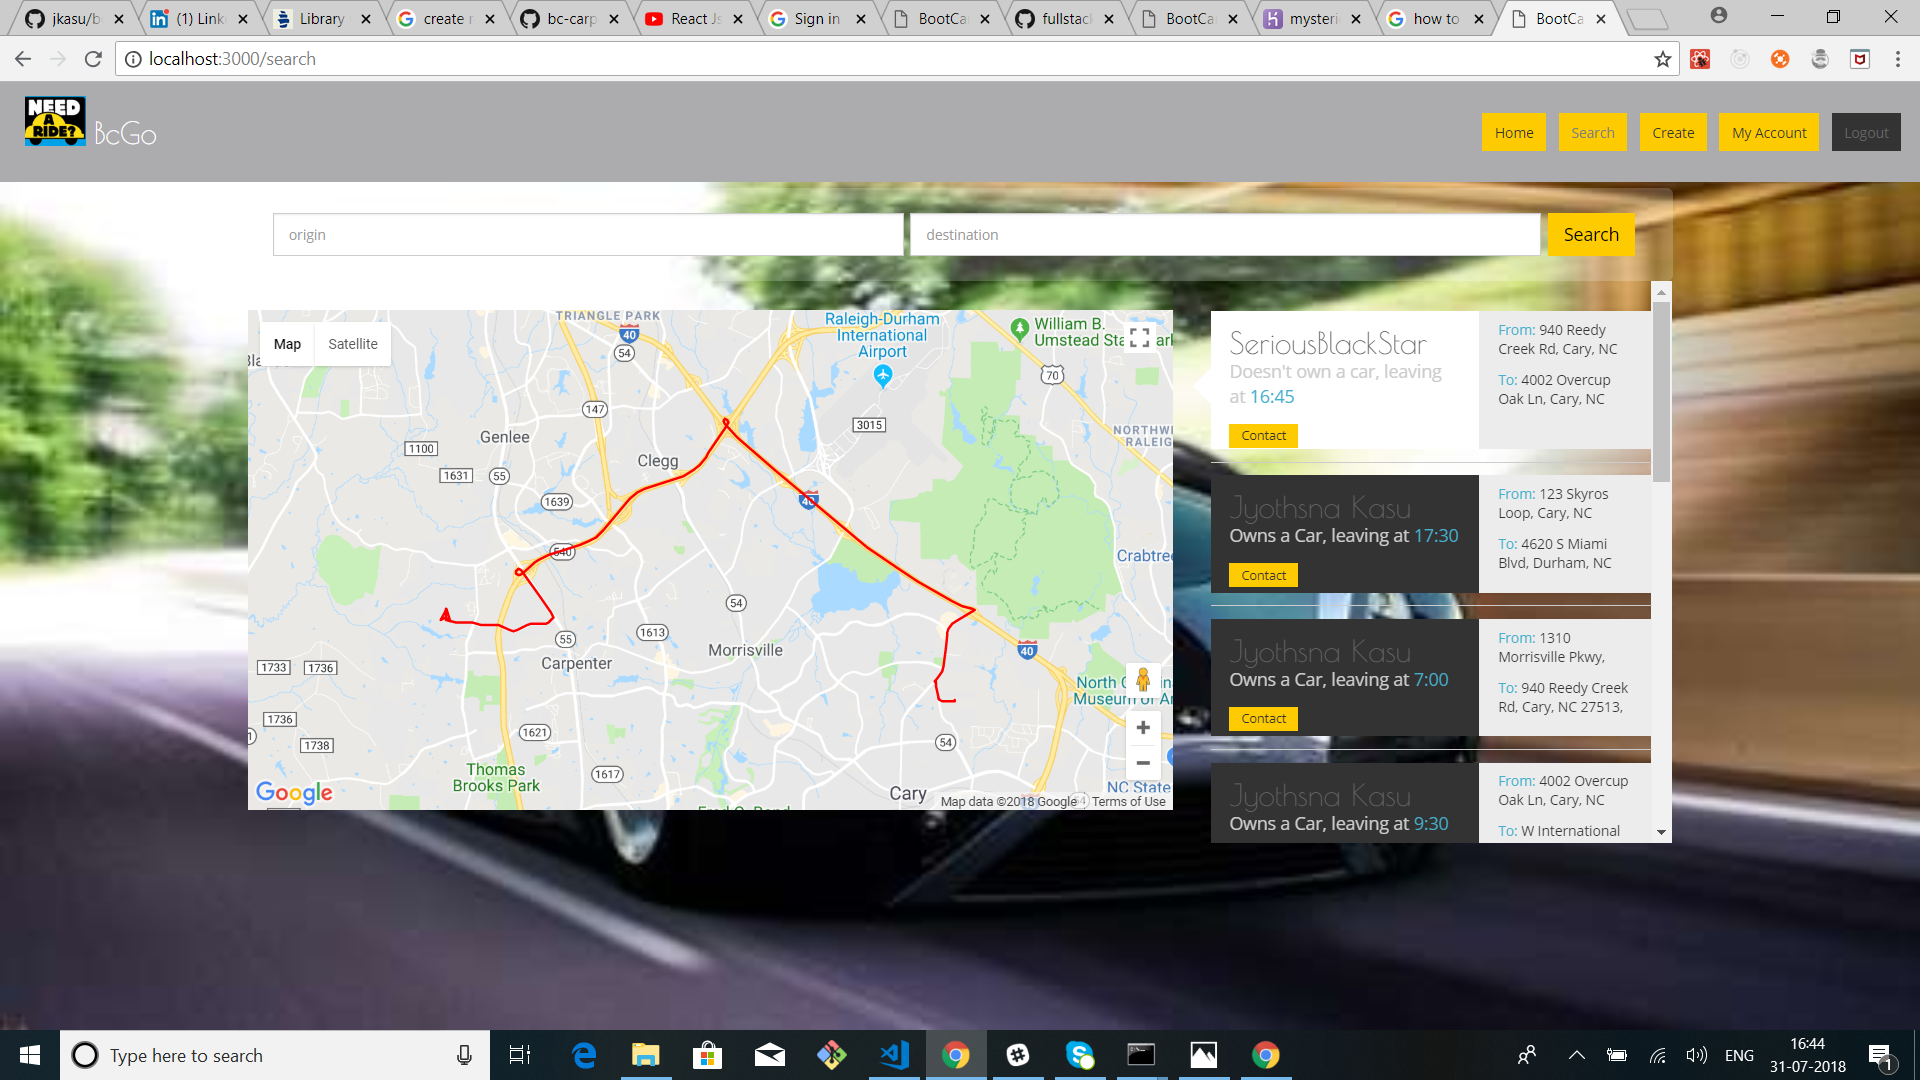 jkasu/b
(1) Link
Library
create r
bc-carp
React Js
Sign in
BootCa
fullstack
BootCa
mysteri
how to
BootCa
localhost:3000/search
NEED
A
RIDE?
BcGo
Home
Search
Create
My Account
Logout
origin
destination
Search
Map
Satellite
TRIANGLE PARK
40
54
Raleigh-Durham
International
Airport
William B.
Umstead Sta
70
147
3015
NORTHW
RALEIG
Genlee
1100
Clegg
1631
55
1639
40
540
Crabtree
54
55
1613
Morrisville
40
Carpenter
1733
1736
North C
Museum of Ar
1736
1738
1621
54
1617
Thomas
Brooks Park
NC State
Cary
Google
Map data ©2018 Google
Terms of Use
SeriousBlackStar
Doesn't own a car, leaving
at 16:45
Contact
From: 940 Reedy
Creek Rd, Cary, NC
To: 4002 Overcup
Oak Ln, Cary, NC
Jyothsna Kasu
Owns a Car, leaving at 17:30
Contact
From: 123 Skyros
Loop, Cary, NC
To: 4620 S Miami
Blvd, Durham, NC
Jyothsna Kasu
Owns a Car, leaving at 7:00
Contact
From: 1310
Morrisville Pkwy,
To: 940 Reedy Creek
Rd, Cary, NC 27513,
Jyothsna Kasu
Owns a Car, leaving at 9:30
From: 4002 Overcup
Oak Ln, Cary, NC
To: W International
Type here to search
ENG
16:44
31-07-2018
1